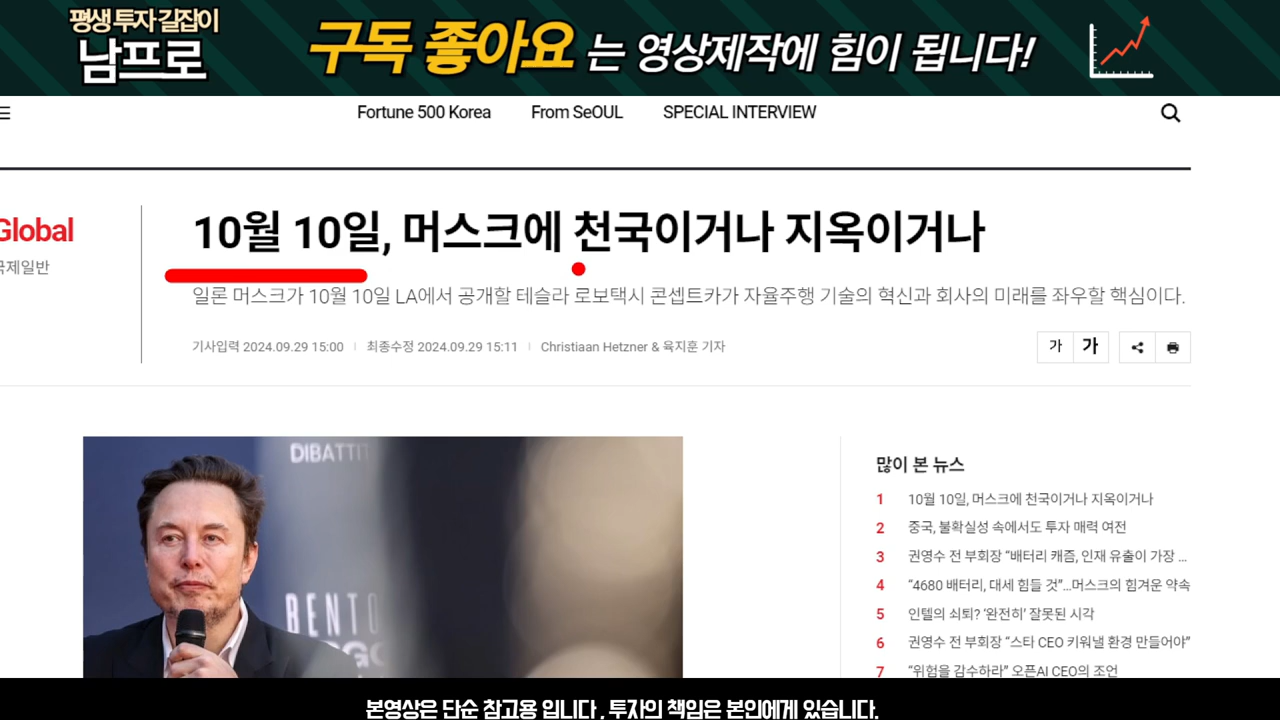 평생 투자 길잡이
남프로
구독 좋아요 는 영상제작에 힘이 됩니다!
Fortune 500 Korea From SeOUL SPECIAL INTERVIEW
Global
국제일반
10월 10일, 머스크에 천국이거나 지옥이거나
일론 머스크가 10월 10일 LA에서 공개할 테슬라 로보택시 콘셉트카가 자율주행 기술의 혁신과 회사의 미래를 좌우할 핵심이다.
기사입력 2024.09.29 15:00 최종수정 2024.09.29 15:11 Christiaan Hetzner & 육지훈 기자
가 가
DIBATTIT
BENTO
많이 본 뉴스
1 10월 10일, 머스크에 천국이거나 지옥이거나
2 중국, 불확실성 속에서도 투자 매력 여전
3 권영수 전 부회장 “배터리 캐즘, 인재 유출이 가장 ...
4 “4680 배터리, 대세 힘들 것”...머스크의 힘겨운 약속
5 인텔의 쇠퇴? ‘완전히’ 잘못된 시각
6 권영수 전 부회장 “스타 CEO 키워낼 환경 만들어야”
7 “위험을 감수하라” 오픈AI CEO의 조언
본영상은 단순 참고용 입니다 , 투자의 책임은 본인에게 있습니다.